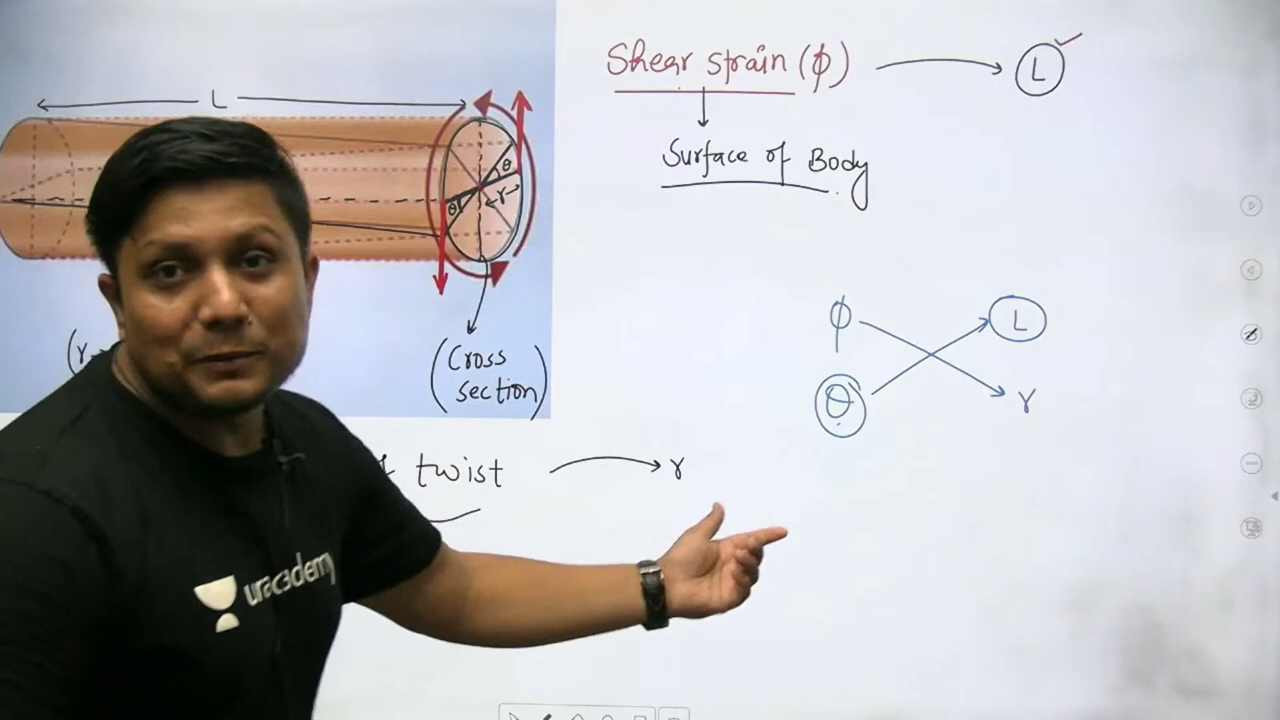 L
Shear strain (ϕ)
L
Surface of Body
θ
θ
r
ϕ
L
θ
r
(Cross
section)
twist
r
unacademy